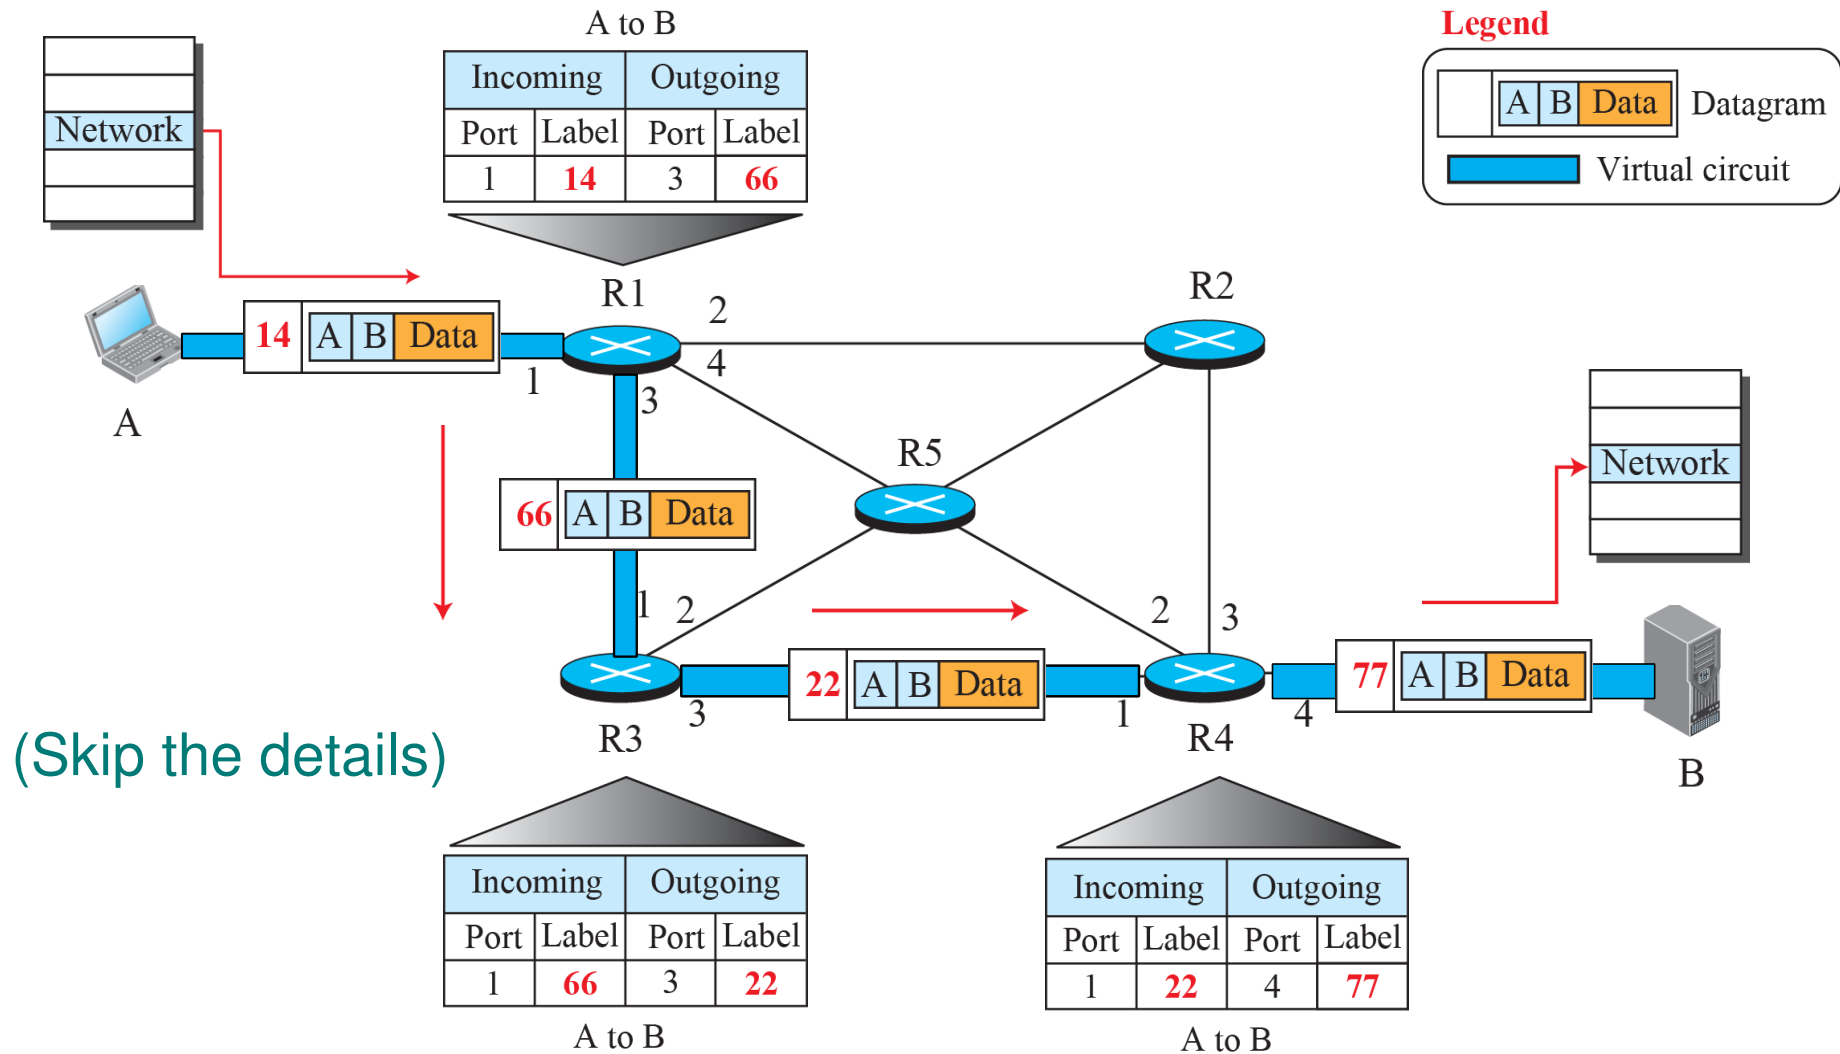 A to B
Legend
Incoming Outgoing
Port Label Port Label
1 14 3 66
Network
A B Data Datagram
Virtual circuit
R1
R2
2
4
14 A B Data
1
3
A
R5
Network
66 A B Data
1
2
2
3
22 A B Data
77 A B Data
3
1
4
R3
R4
B
(Skip the details)
Incoming Outgoing
Port Label Port Label
1 66 3 22
A to B
Incoming Outgoing
Port Label Port Label
1 22 4 77
A to B